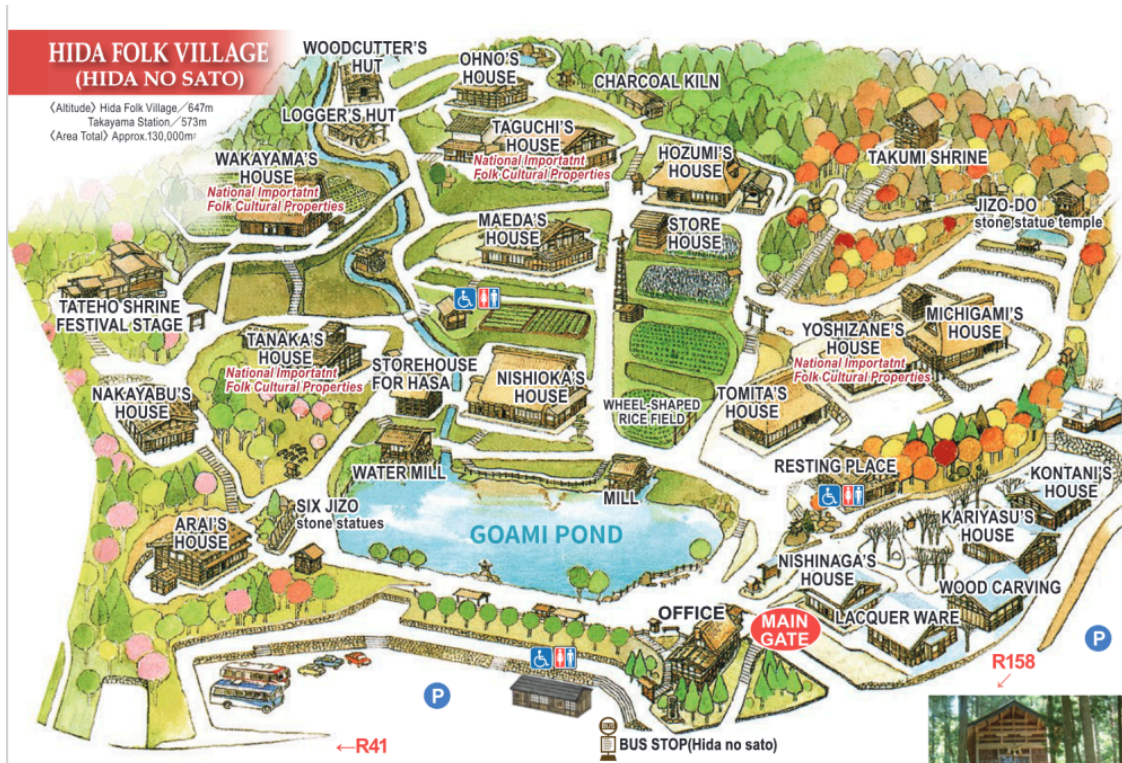 HIDA FOLK VILLAGE
(HIDA NO SATO)
〈Altitude〉 Hida Folk Village／647m
Takayama Station／573m
〈Area Total〉 Approx.130,000m²
WOODCUTTER'S
HUT
OHNO'S
HOUSE
CHARCOAL KILN
LOGGER'S HUT
TAGUCHI'S
HOUSE
National Importatnt
Folk Cultural Properties
WAKAYAMA'S
HOUSE
National Importatnt
Folk Cultural Properties
HOZUMI'S
HOUSE
TAKUMI SHRINE
JIZO-DO
stone statue temple
MAEDA'S
HOUSE
STORE
HOUSE
TATEHO SHRINE
FESTIVAL STAGE
TANAKA'S
HOUSE
National Importatnt
Folk Cultural Properties
STOREHOUSE
FOR HASA
NISHIOKA'S
HOUSE
YOSHIZANE'S
HOUSE
National Importatnt
Folk Cultural Properties
MICHIGAMI'S
HOUSE
NAKAYABU'S
HOUSE
WHEEL-SHAPED
RICE FIELD
TOMITA'S
HOUSE
WATER MILL
MILL
RESTING PLACE
KONTANI'S
HOUSE
SIX JIZO
stone statues
ARAI'S
HOUSE
GOAMI POND
KARIYASU'S
HOUSE
NISHINAGA'S
HOUSE
WOOD CARVING
LACQUER WARE
OFFICE
MAIN
GATE
P
R158
↙
P
←R41
BUS
BUS STOP(Hida no sato)